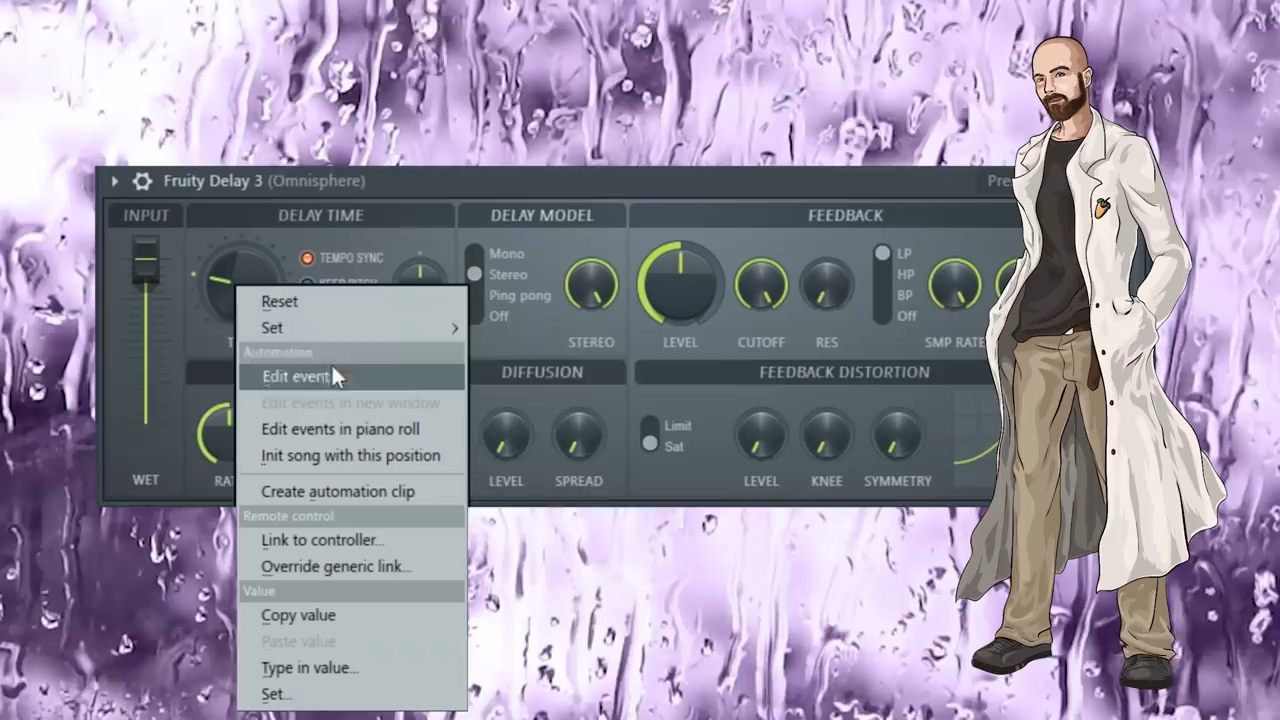 Fruity Delay 3 (Omnisphere)
INPUT
DELAY TIME
DELAY MODEL
FEEDBACK
TEMPO SYNC
Mono
Stereo
Ping pong
Off
STEREO
LEVEL
CUTOFF
RES
LP
HP
BP
Off
SMP RATE
Reset
Set
Automation
Edit events in new window
Edit events in piano roll
Init song with this position
Create automation clip
Remote control
Link to controller...
Override generic link...
Value
Copy value
Paste value
Type in value...
Set...
WET
DIFFUSION
LEVEL
SPREAD
FEEDBACK DISTORTION
Limit
Sat
LEVEL
KNEE
SYMMETRY